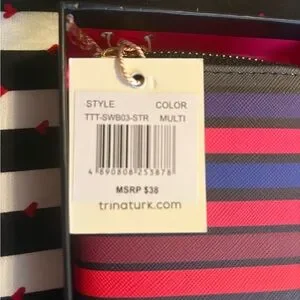 STYLE COLOR
TTT-SWB03-STR MULTI
4 890808 253878
MSRP $38
trinaturk.com